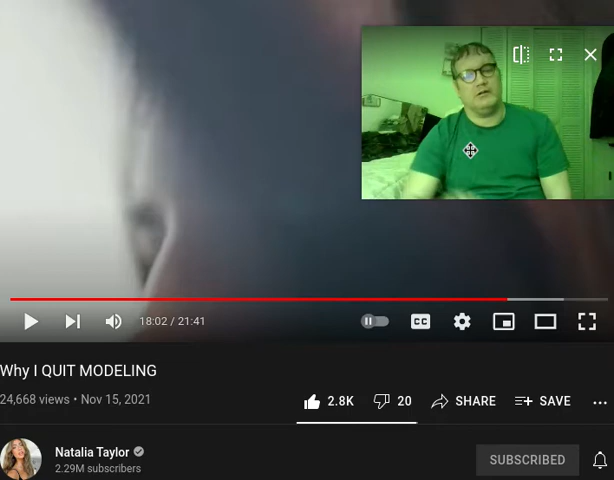 18:02 / 21:41
CC
Why I QUIT MODELING
24,668 views • Nov 15, 2021
2.8K
20
SHARE
SAVE
Natalia Taylor
2.29M subscribers
SUBSCRIBED